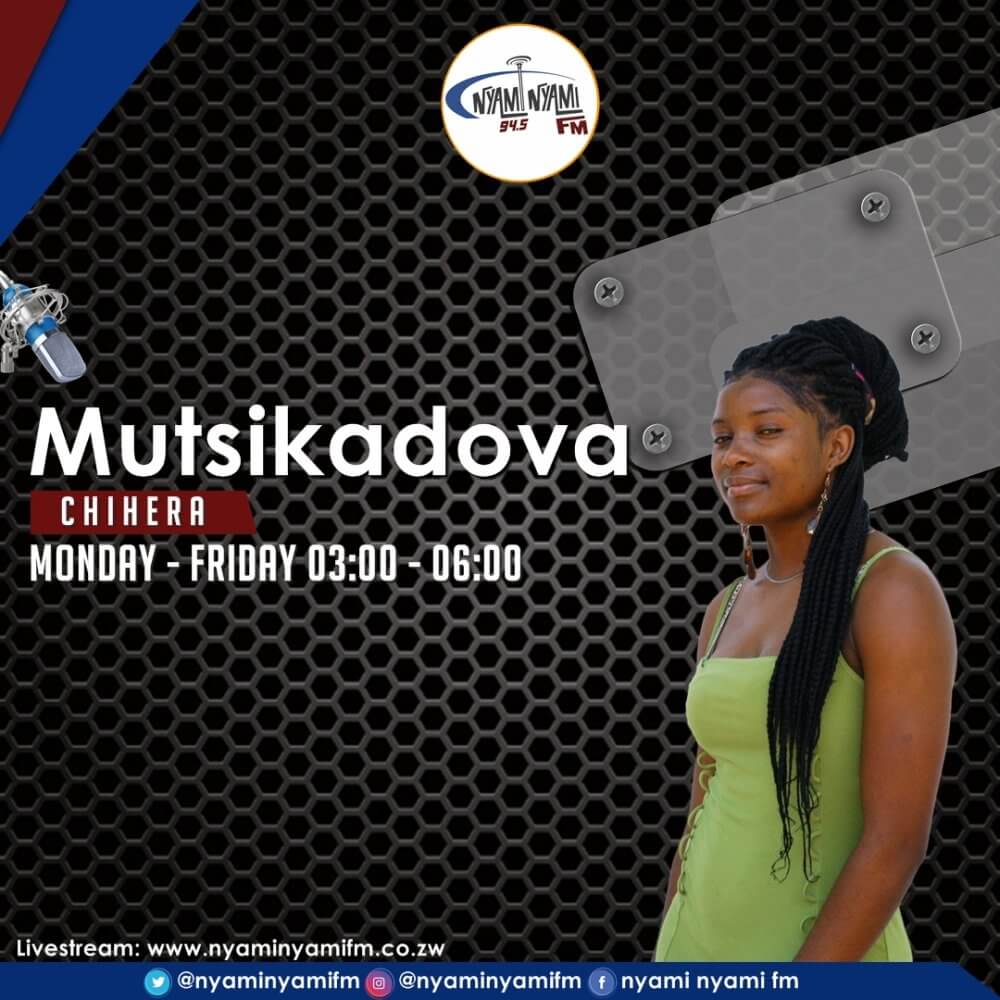 NYAMI NYAMI
94.5 FM
Mutsikadova
CHIHERA
MONDAY - FRIDAY 03:00 - 06:00
Livestream: www.nyaminyamifm.co.zw
@nyaminyamifm @nyaminyamifm nyami nyami fm